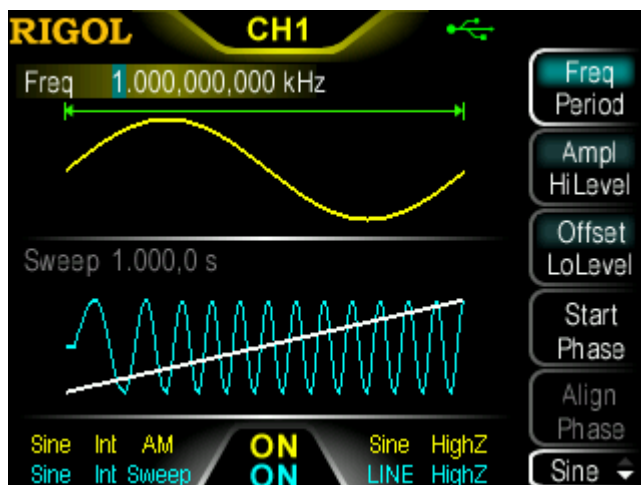 RIGOL CH1
Freq 1.000,000,000 kHz
Sweep 1.000,0 s
Sine Int AM ON Sine HighZ
Sine Int Sweep ON LINE HighZ
Freq
Period
Ampl
HiLevel
Offset
LoLevel
Start
Phase
Align
Phase
Sine